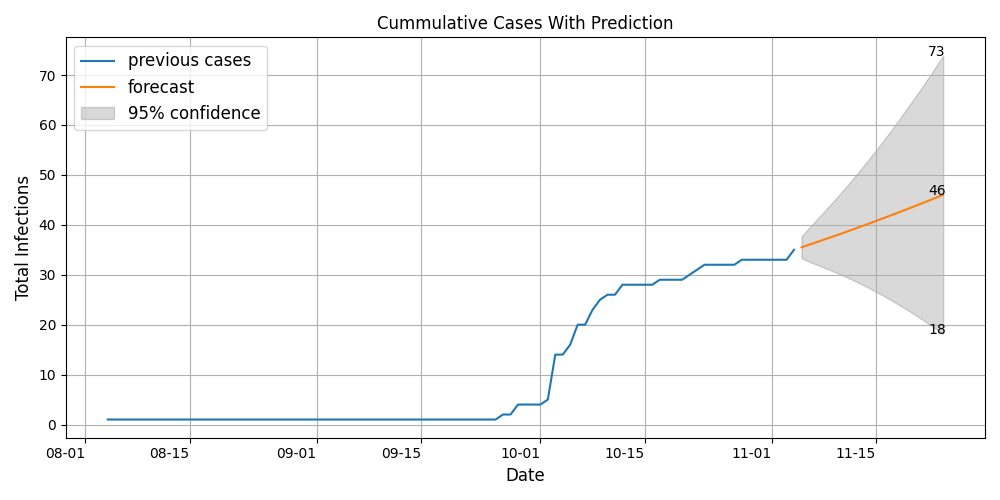 Cummulative Cases With Prediction
previous cases
forecast
95% confidence
73
46
18
Total Infections
70
60
50
40
30
20
10
0
08-01 08-15 09-01 09-15 10-01 10-15 11-01 11-15
Date